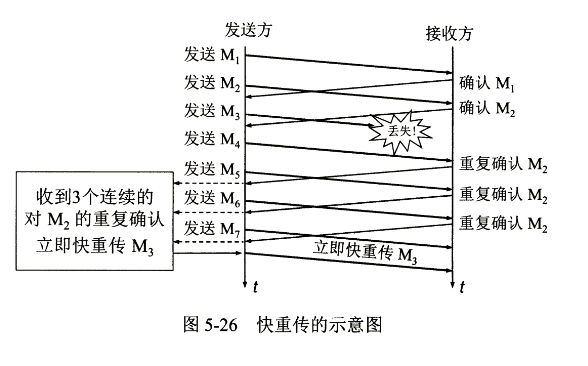 发送方
接收方
发送 M₁
发送 M₂
确认 M₁
发送 M₃
确认 M₂
丢失!
发送 M₄
重复确认 M₂
发送 M₅
重复确认 M₂
发送 M₆
重复确认 M₂
发送 M₇
收到3个连续的
对 M₂ 的重复确认
立即快重传 M₃
立即快重传 M₃
t
t
图 5-26 快重传的示意图